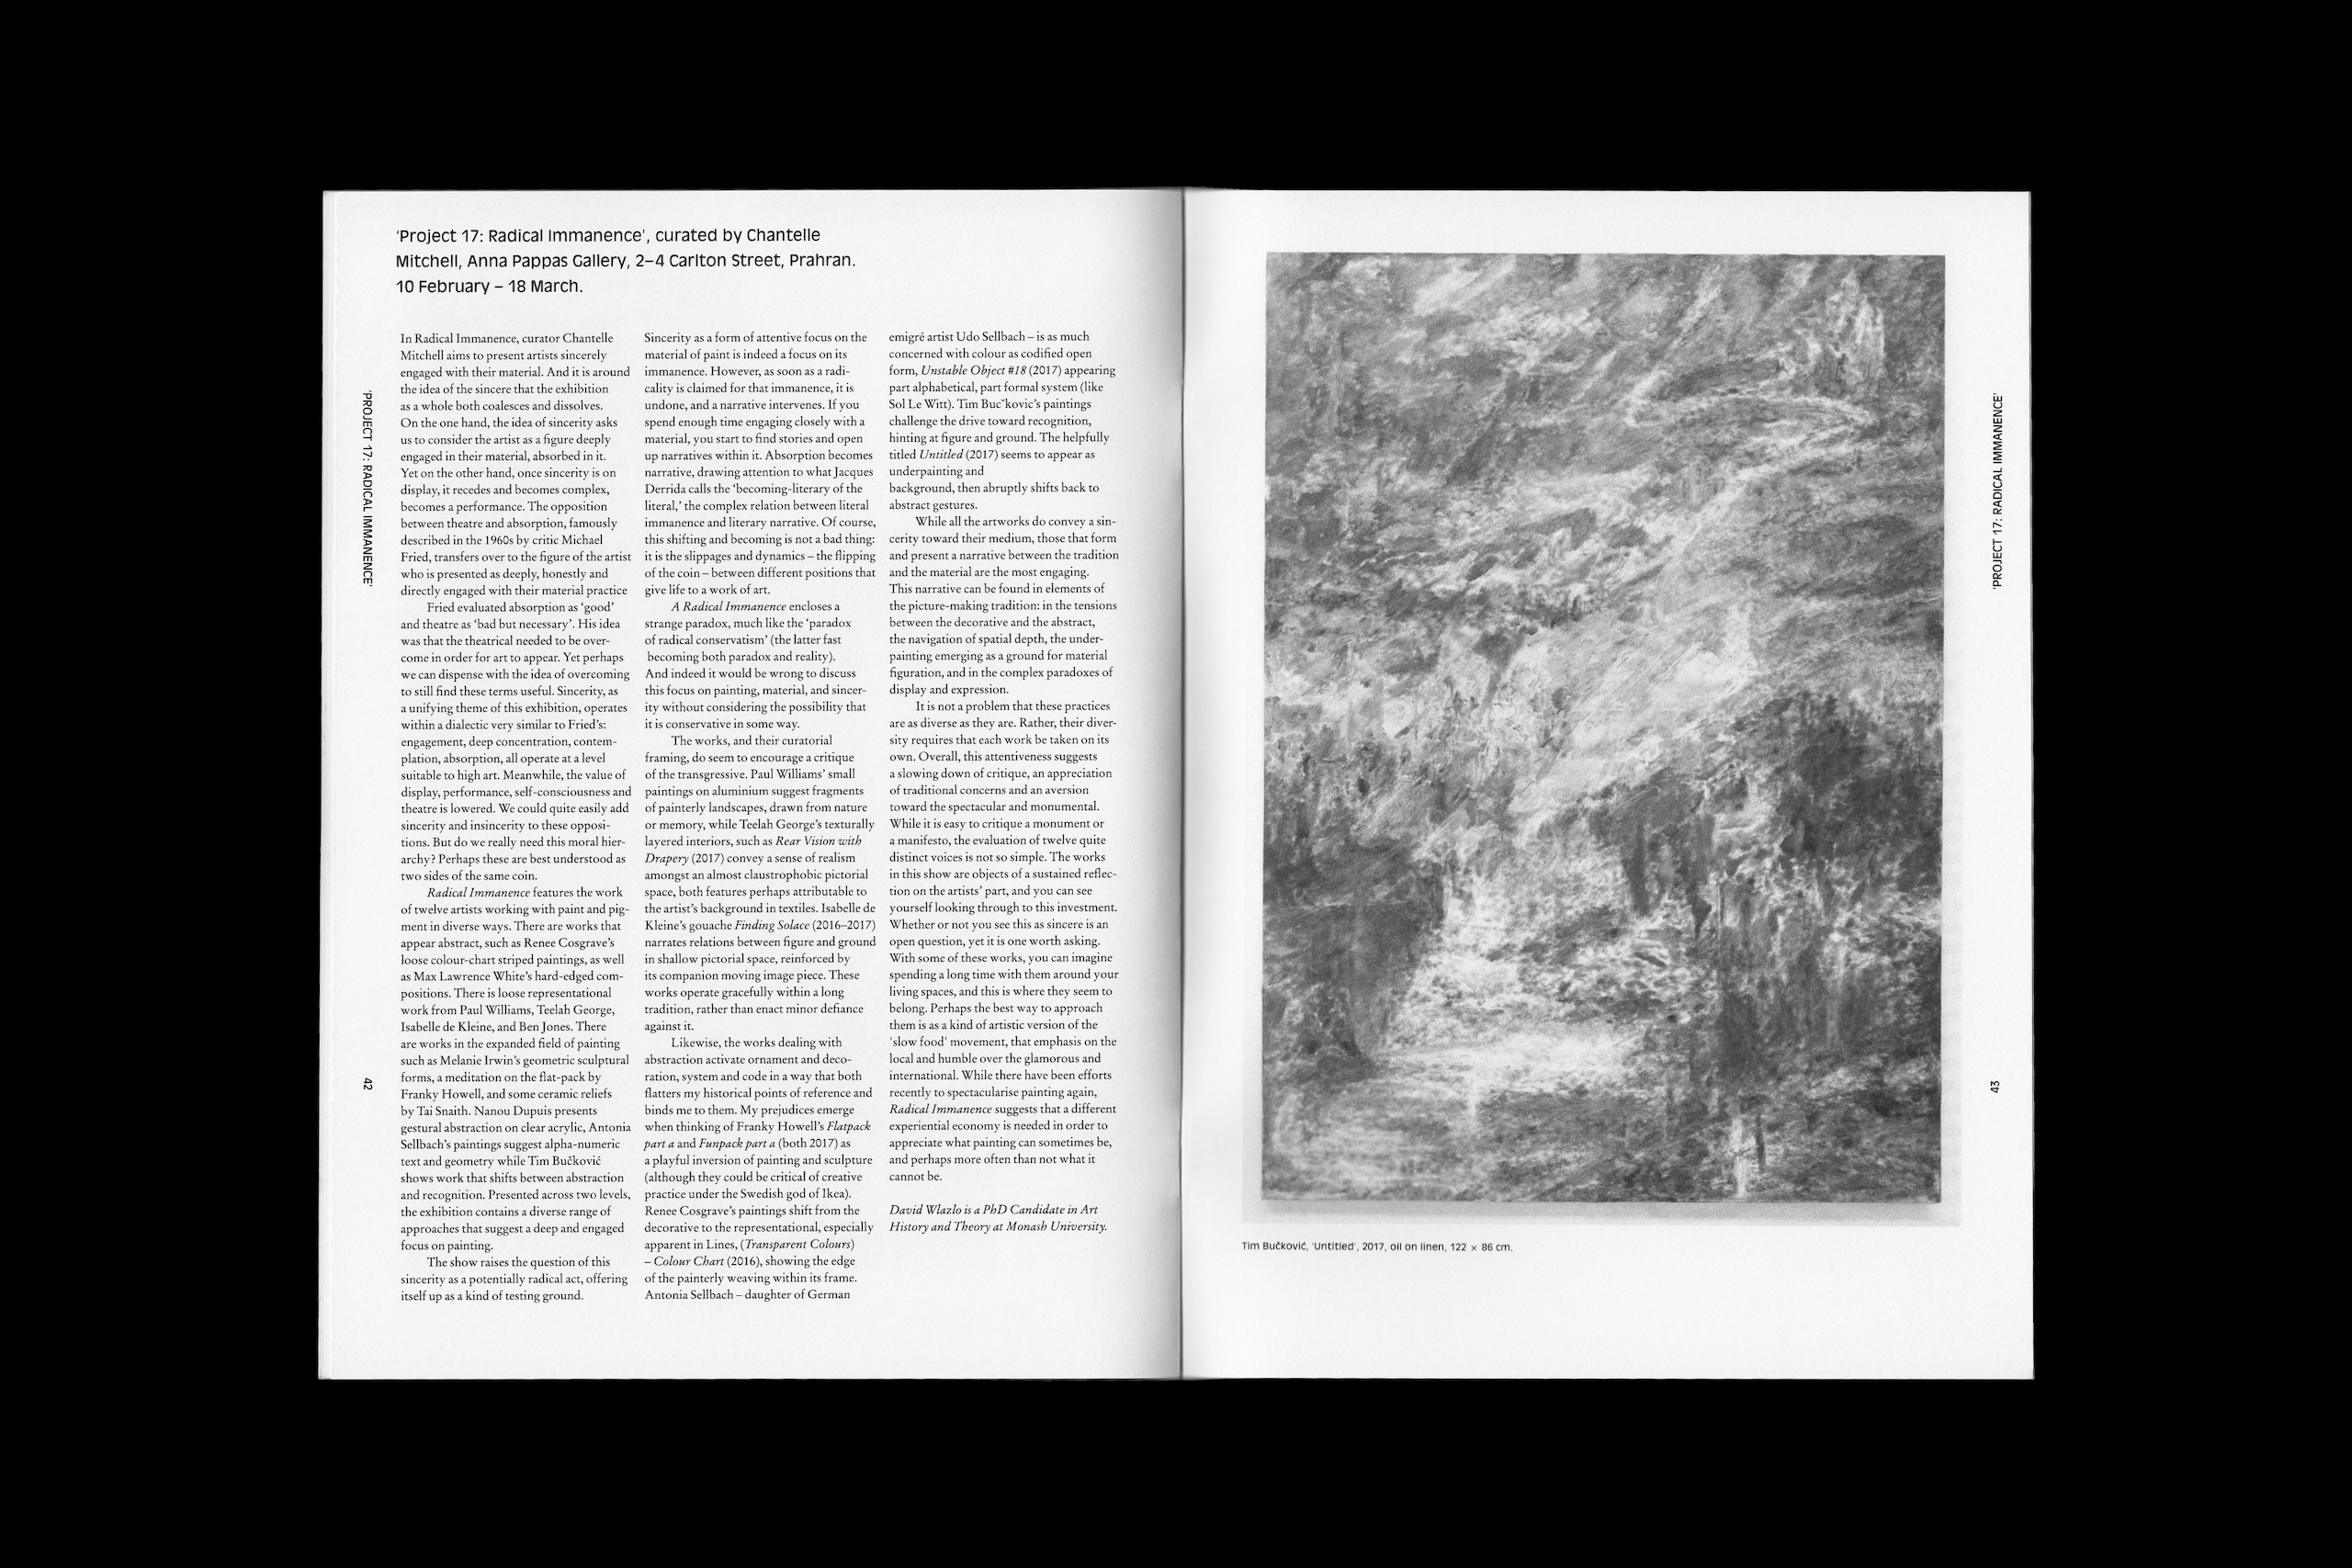 'Project 17: Radical Immanence', curated by Chantelle
Mitchell, Anna Pappas Gallery, 2–4 Carlton Street, Prahran.
10 February – 18 March.
'PROJECT 17: RADICAL IMMANENCE'
42
In Radical Immanence, curator Chantelle
Mitchell aims to present artists sincerely
engaged with their material. And it is around
the idea of the sincere that the exhibition
as a whole both coalesces and dissolves.
On the one hand, the idea of sincerity asks
us to consider the artist as a figure deeply
engaged in their material, absorbed in it.
Yet on the other hand, once sincerity is on
display, it recedes and becomes complex,
becomes a performance. The opposition
between theatre and absorption, famously
described in the 1960s by critic Michael
Fried, transfers over to the figure of the artist
who is presented as deeply, honestly and
directly engaged with their material practice
Fried evaluated absorption as 'good'
and theatre as 'bad but necessary'. His idea
was that the theatrical needed to be over-
come in order for art to appear. Yet perhaps
we can dispense with the idea of overcoming
to still find these terms useful. Sincerity, as
a unifying theme of this exhibition, operates
within a dialectic very similar to Fried's:
engagement, deep concentration, contem-
plation, absorption, all operate at a level
suitable to high art. Meanwhile, the value of
display, performance, self-consciousness and
theatre is lowered. We could quite easily add
sincerity and insincerity to these opposi-
tions. But do we really need this moral hier-
archy? Perhaps these are best understood as
two sides of the same coin.
Radical Immanence features the work
of twelve artists working with paint and pig-
ment in diverse ways. There are works that
appear abstract, such as Renee Cosgrave's
loose colour-chart striped paintings, as well
as Max Lawrence White's hard-edged com-
positions. There is loose representational
work from Paul Williams, Teelah George,
Isabelle de Kleine, and Ben Jones. There
are works in the expanded field of painting
such as Melanie Irwin's geometric sculptural
forms, a meditation on the flat-pack by
Franky Howell, and some ceramic reliefs
by Tai Snaith. Nanou Dupuis presents
gestural abstraction on clear acrylic, Antonia
Sellbach's paintings suggest alpha-numeric
text and geometry while Tim Bučković
shows work that shifts between abstraction
and recognition. Presented across two levels,
the exhibition contains a diverse range of
approaches that suggest a deep and engaged
focus on painting.
The show raises the question of this
sincerity as a potentially radical act, offering
itself up as a kind of testing ground.
Sincerity as a form of attentive focus on the
material of paint is indeed a focus on its
immanence. However, as soon as a radi-
cality is claimed for that immanence, it is
undone, and a narrative intervenes. If you
spend enough time engaging closely with a
material, you start to find stories and open
up narratives within it. Absorption becomes
narrative, drawing attention to what Jacques
Derrida calls the 'becoming-literary of the
literal,' the complex relation between literal
immanence and literary narrative. Of course,
this shifting and becoming is not a bad thing:
it is the slippages and dynamics – the flipping
of the coin – between different positions that
give life to a work of art.
A Radical Immanence encloses a
strange paradox, much like the 'paradox
of radical conservatism' (the latter fast
becoming both paradox and reality).
And indeed it would be wrong to discuss
this focus on painting, material, and sincer-
ity without considering the possibility that
it is conservative in some way.
The works, and their curatorial
framing, do seem to encourage a critique
of the transgressive. Paul Williams' small
paintings on aluminium suggest fragments
of painterly landscapes, drawn from nature
or memory, while Teelah George's texturally
layered interiors, such as Rear Vision with
Drapery (2017) convey a sense of realism
amongst an almost claustrophobic pictorial
space, both features perhaps attributable to
the artist's background in textiles. Isabelle de
Kleine's gouache Finding Solace (2016–2017)
narrates relations between figure and ground
in shallow pictorial space, reinforced by
its companion moving image piece. These
works operate gracefully within a long
tradition, rather than enact minor defiance
against it.
Likewise, the works dealing with
abstraction activate ornament and deco-
ration, system and code in a way that both
flatters my historical points of reference and
binds me to them. My prejudices emerge
when thinking of Franky Howell's Flatpack
part a and Funpack part a (both 2017) as
a playful inversion of painting and sculpture
(although they could be critical of creative
practice under the Swedish god of Ikea).
Renee Cosgrave's paintings shift from the
decorative to the representational, especially
apparent in Lines, (Transparent Colours)
– Colour Chart (2016), showing the edge
of the painterly weaving within its frame.
Antonia Sellbach – daughter of German
emigré artist Udo Sellbach – is as much
concerned with colour as codified open
form, Unstable Object #18 (2017) appearing
part alphabetical, part formal system (like
Sol Le Witt). Tim Buc˘kovic's paintings
challenge the drive toward recognition,
hinting at figure and ground. The helpfully
titled Untitled (2017) seems to appear as
underpainting and
background, then abruptly shifts back to
abstract gestures.
While all the artworks do convey a sin-
cerity toward their medium, those that form
and present a narrative between the tradition
and the material are the most engaging.
This narrative can be found in elements of
the picture-making tradition: in the tensions
between the decorative and the abstract,
the navigation of spatial depth, the under-
painting emerging as a ground for material
figuration, and in the complex paradoxes of
display and expression.
It is not a problem that these practices
are as diverse as they are. Rather, their diver-
sity requires that each work be taken on its
own. Overall, this attentiveness suggests
a slowing down of critique, an appreciation
of traditional concerns and an aversion
toward the spectacular and monumental.
While it is easy to critique a monument or
a manifesto, the evaluation of twelve quite
distinct voices is not so simple. The works
in this show are objects of a sustained reflec-
tion on the artists' part, and you can see
yourself looking through to this investment.
Whether or not you see this as sincere is an
open question, yet it is one worth asking.
With some of these works, you can imagine
spending a long time with them around your
living spaces, and this is where they seem to
belong. Perhaps the best way to approach
them is as a kind of artistic version of the
'slow food' movement, that emphasis on the
local and humble over the glamorous and
international. While there have been efforts
recently to spectacularise painting again,
Radical Immanence suggests that a different
experiential economy is needed in order to
appreciate what painting can sometimes be,
and perhaps more often than not what it
cannot be.
David Wlazlo is a PhD Candidate in Art
History and Theory at Monash University.
Tim Bučković, 'Untitled', 2017, oil on linen, 122 × 86 cm.
'PROJECT 17: RADICAL IMMANENCE'
43